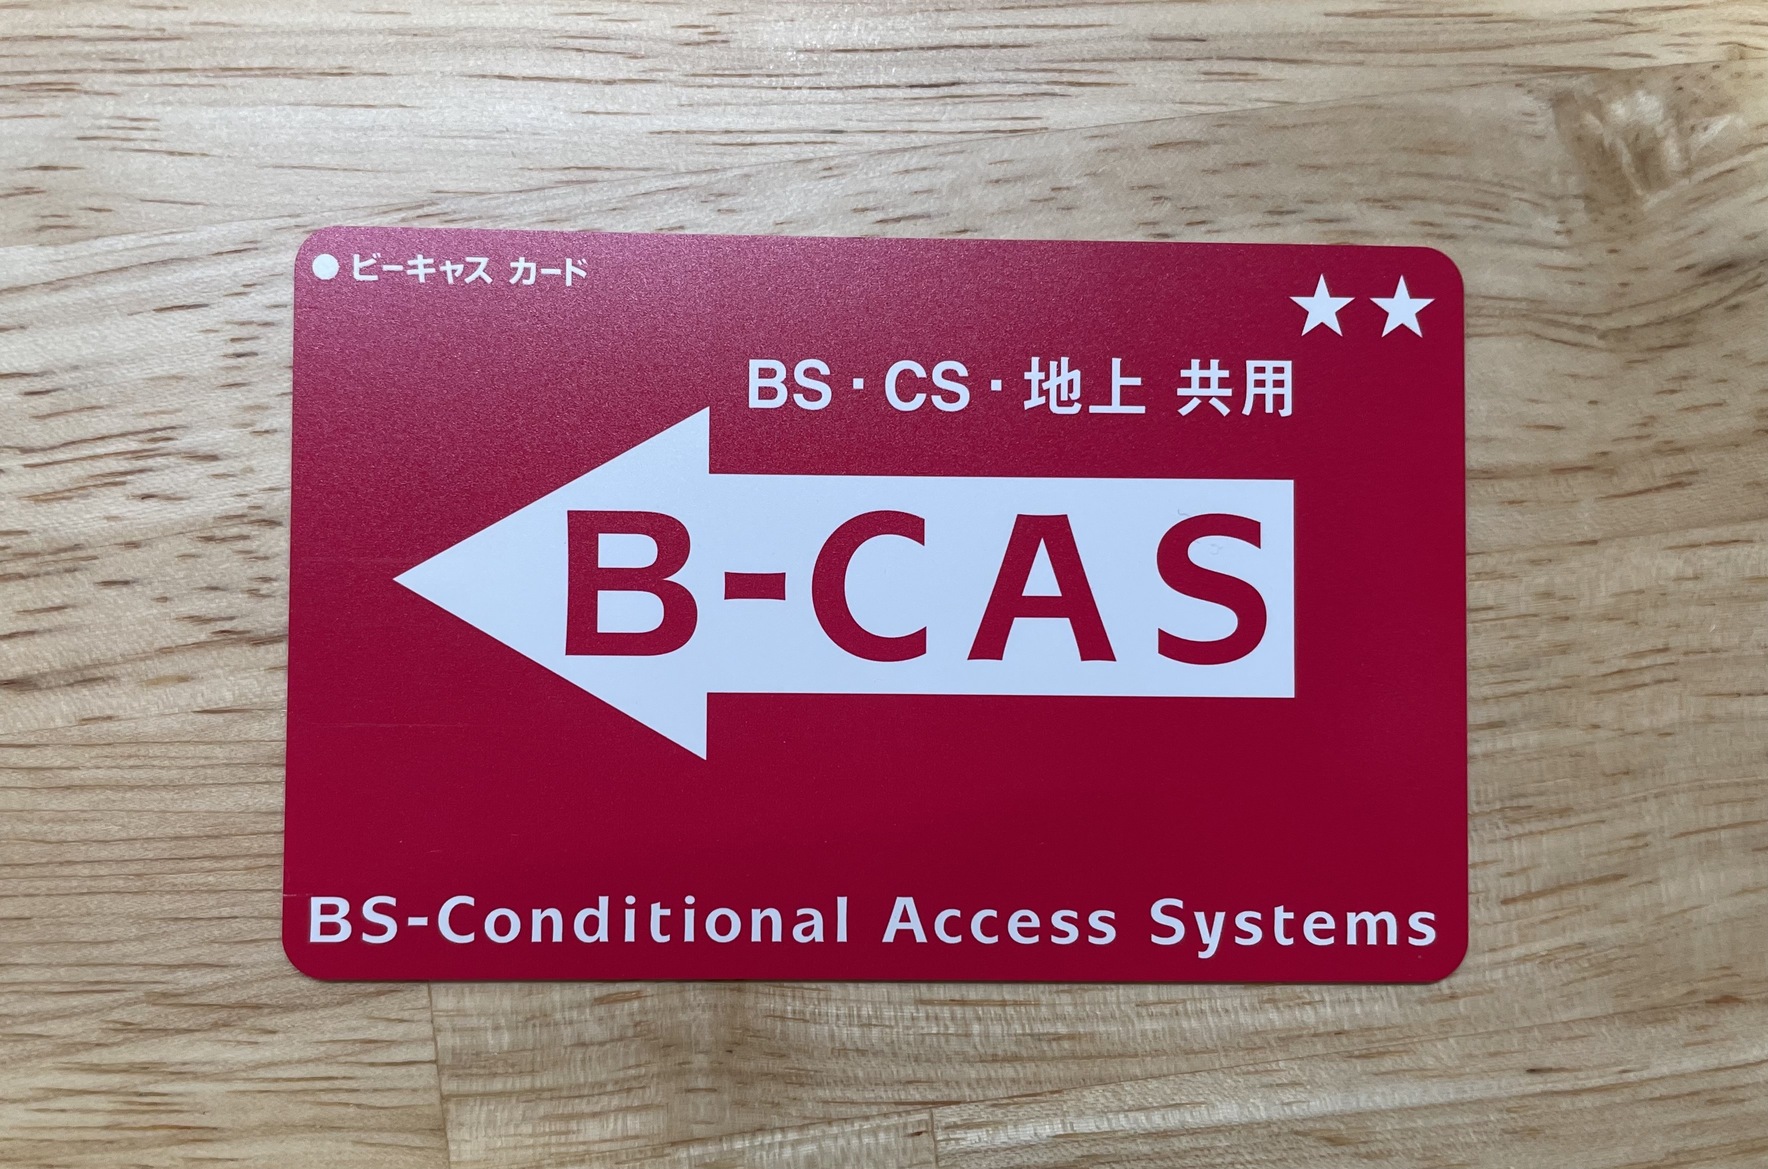 ●ビーキャス カード
★★
BS・CS・地上 共用
B-CAS
BS-Conditional Access Systems